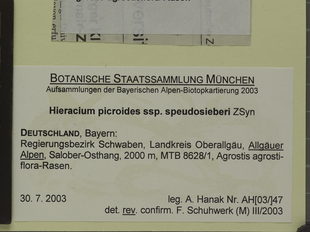 BOTANISCHE STAATSSAMMLUNG MÜNCHEN
Aufsammlungen der Bayerischen Alpen-Biotopkartierung 2003
Hieracium picroides ssp. speudosieberi ZSyn
DEUTSCHLAND, Bayern:
Regierungsbezirk Schwaben, Landkreis Oberallgäu, Allgäuer
Alpen, Salober-Osthang, 2000 m, MTB 8628/1, Agrostis agrosti-
flora-Rasen.
30. 7. 2003
leg. A. Hanak Nr. AH[03/]47
det. rev. confirm. F. Schuhwerk (M) III/2003